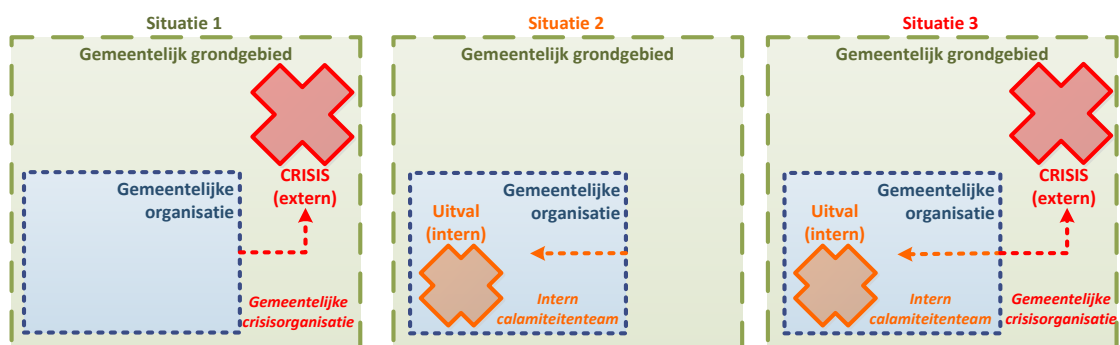 Situatie 1
Gemeentelijk grondgebied
CRISIS
(extern)
Gemeentelijke
organisatie
Gemeentelijke
crisisorganisatie
Situatie 2
Gemeentelijk grondgebied
Gemeentelijke
organisatie
Uitval
(intern)
Intern
calamiteitenteam
Situatie 3
Gemeentelijk grondgebied
CRISIS
(extern)
Gemeentelijke
organisatie
Uitval
(intern)
Intern
calamiteitenteam
Gemeentelijke
crisisorganisatie